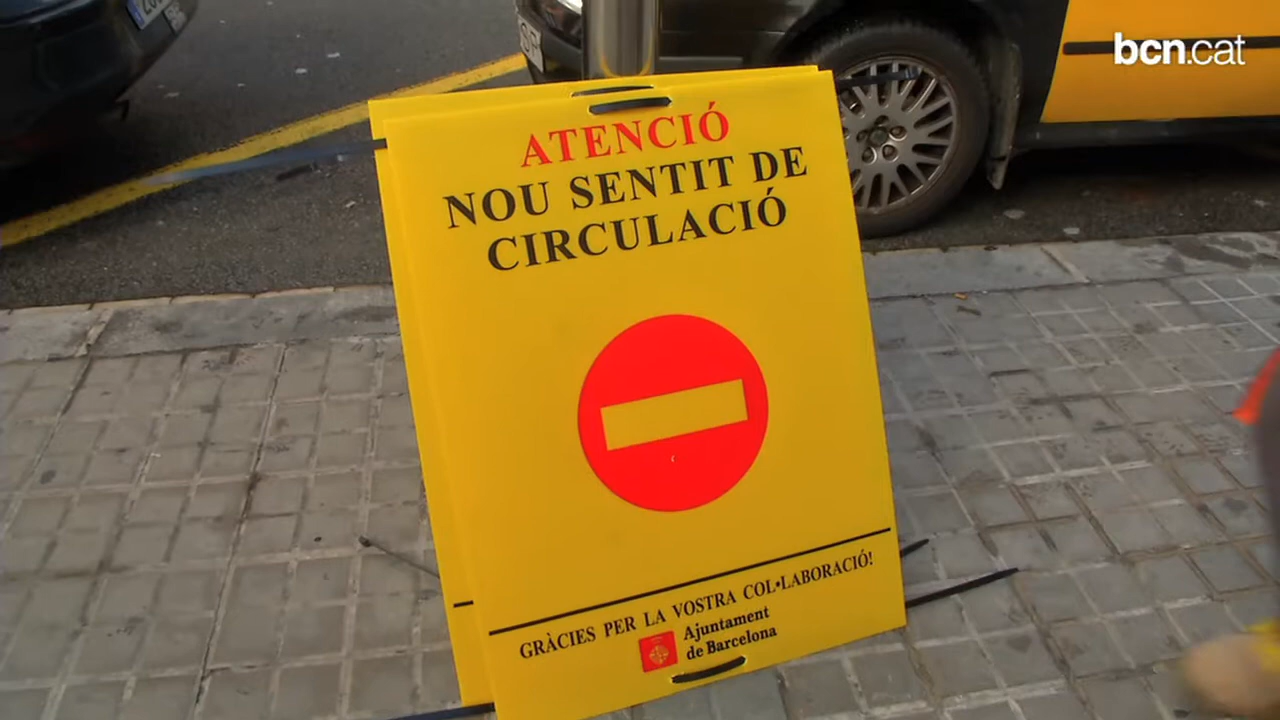 bcn.cat
ATENCIÓ
NOU SENTIT DE
CIRCULACIÓ
GRÀCIES PER LA VOSTRA COL•LABORACIÓ!
Ajuntament
de Barcelona